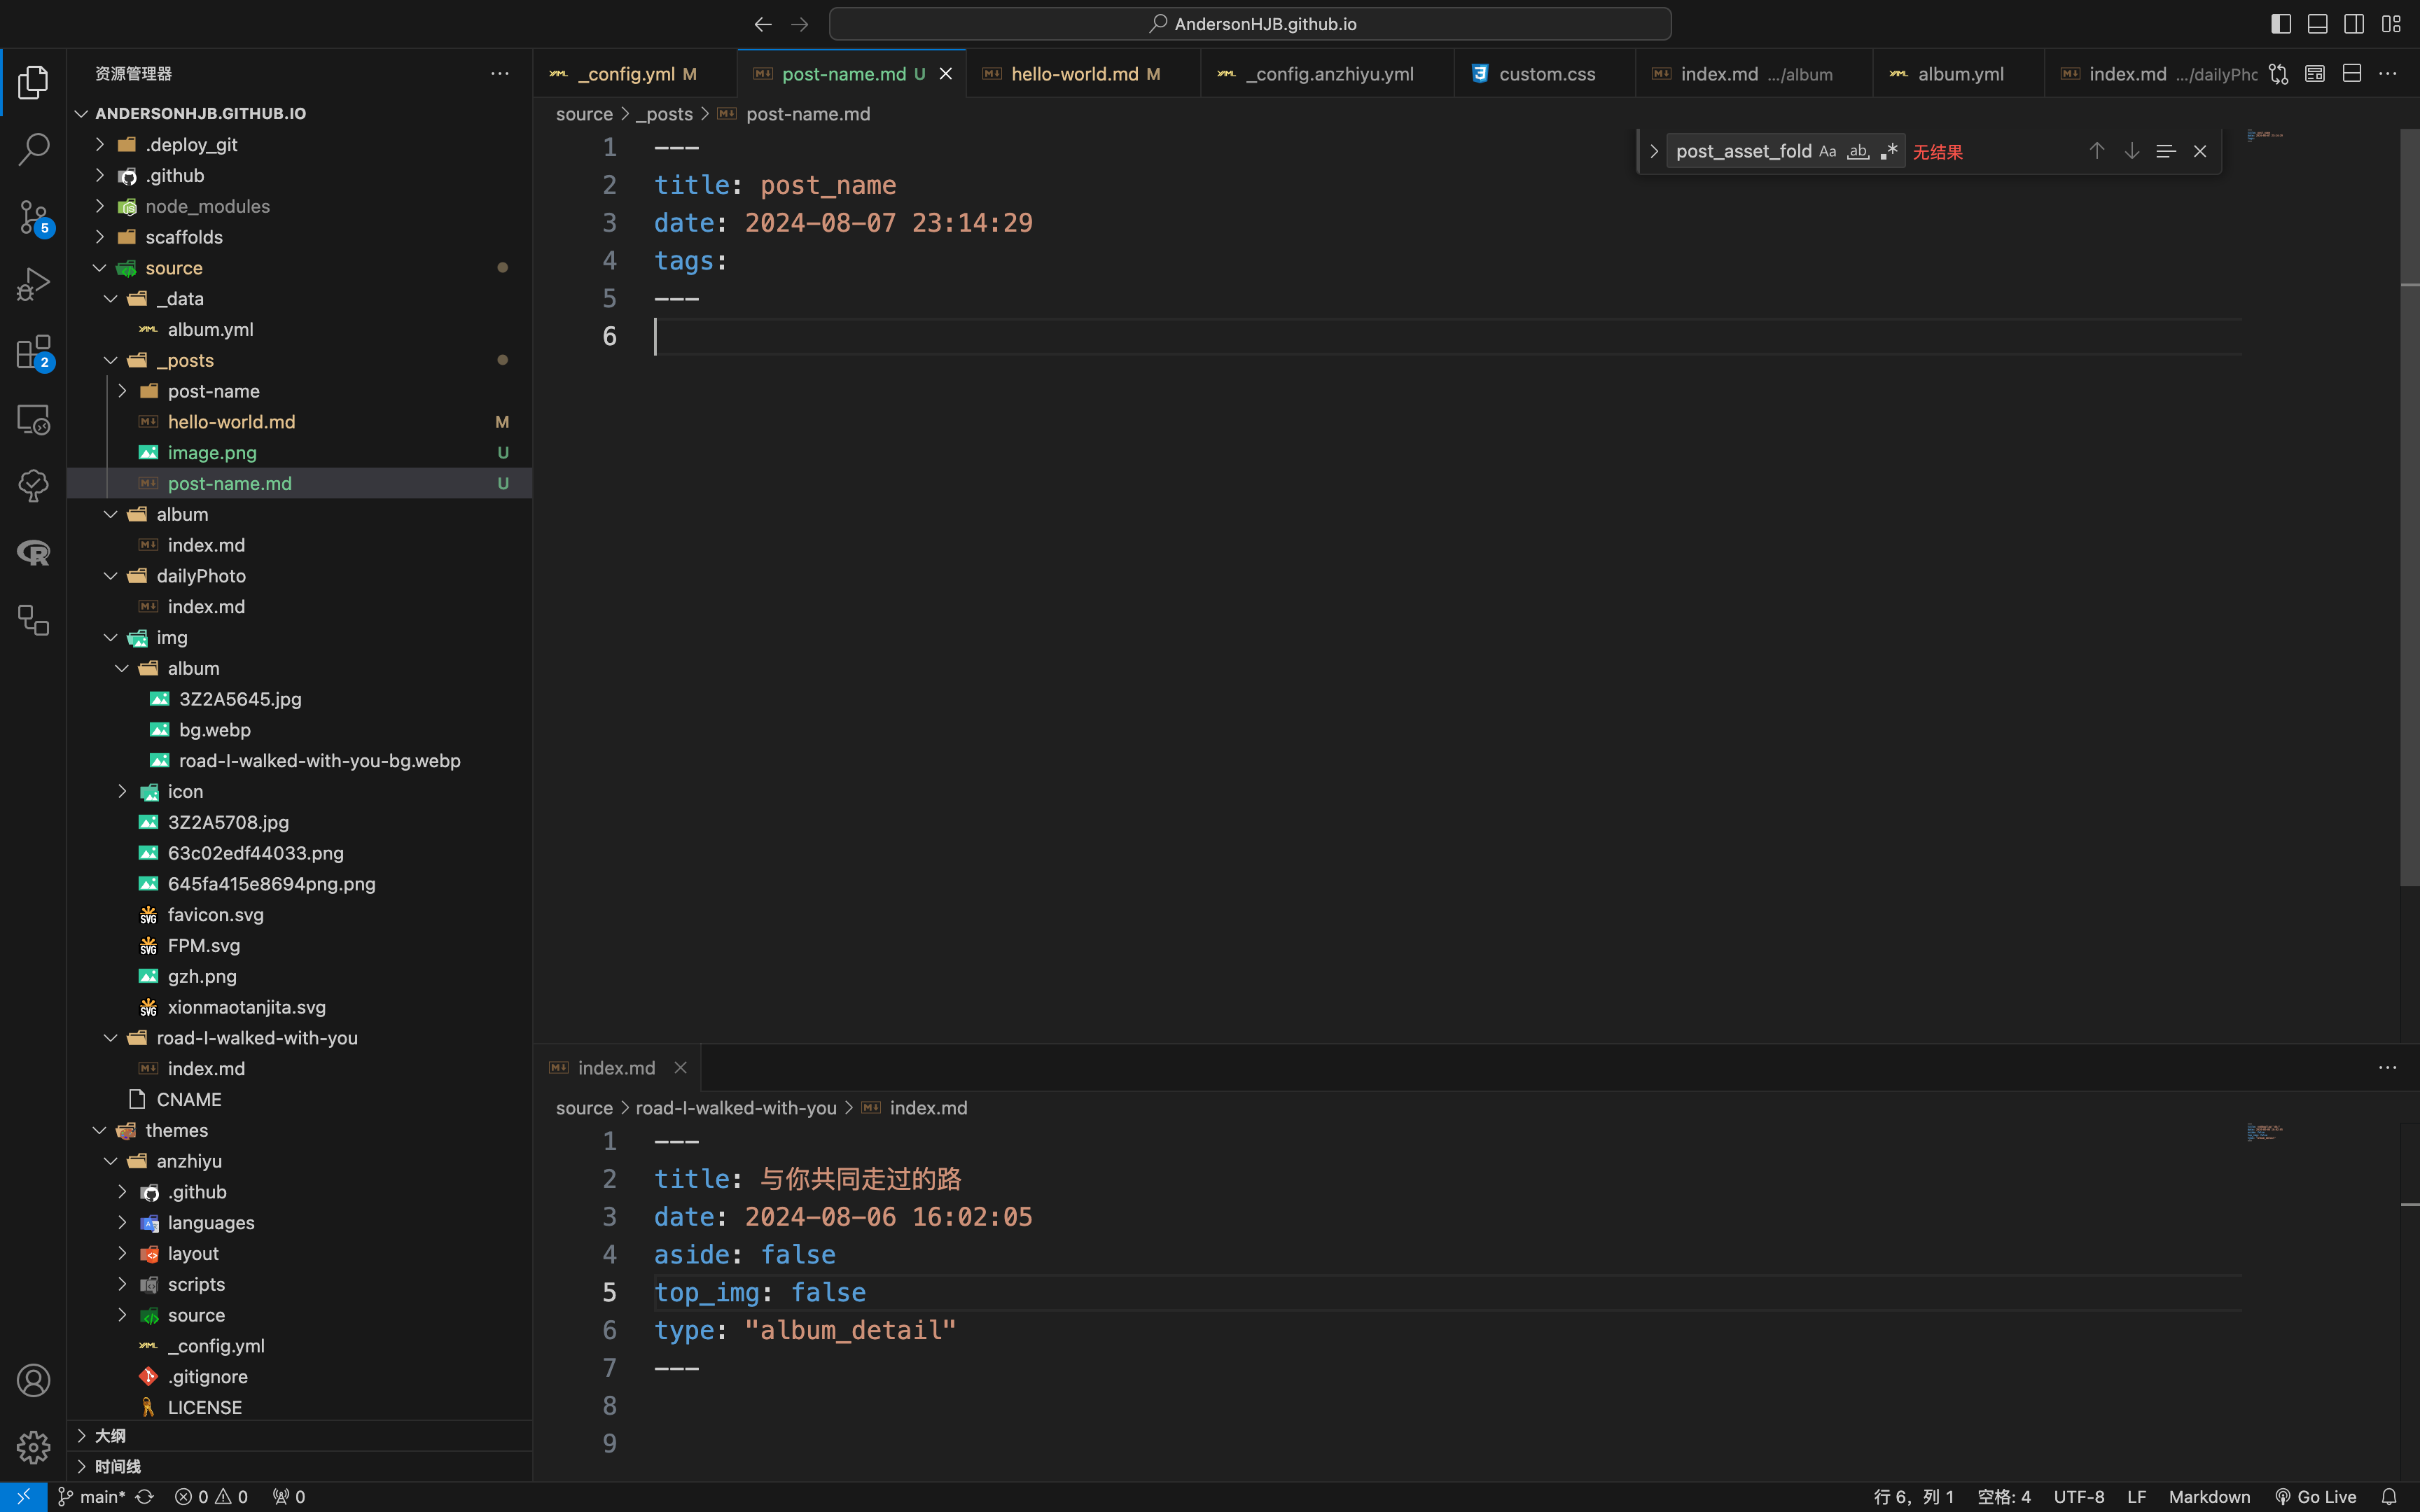 AndersonHJB.github.io
资源管理器
ANDERSONHJB.GITHUB.IO
.deploy_git
.github
node_modules
scaffolds
source
_data
album.yml
_posts
post-name
hello-world.md M
image.png U
post-name.md U
album
index.md
dailyPhoto
index.md
img
album
3Z2A5645.jpg
bg.webp
road-I-walked-with-you-bg.webp
icon
3Z2A5708.jpg
63c02edf44033.png
645fa415e8694png.png
favicon.svg
FPM.svg
gzh.png
xionmaotanjita.svg
road-I-walked-with-you
index.md
CNAME
themes
anzhiyu
.github
languages
layout
scripts
source
_config.yml
.gitignore
LICENSE
大纲
时间线
5
2
_config.yml M post-name.md U hello-world.md M _config.anzhiyu.yml custom.css index.md .../album album.yml index.md .../dailyPho
source > _posts > post-name.md
post_asset_fold Aa ab .* 无结果
1 ---
2 title: post_name
3 date: 2024-08-07 23:14:29
4 tags:
5 ---
6
index.md
source > road-I-walked-with-you > index.md
1 ---
2 title: 与你共同走过的路
3 date: 2024-08-06 16:02:05
4 aside: false
5 top_img: false
6 type: "album_detail"
7 ---
8
9
main* 0 0 0 行 6，列 1 空格: 4 UTF-8 LF Markdown Go Live